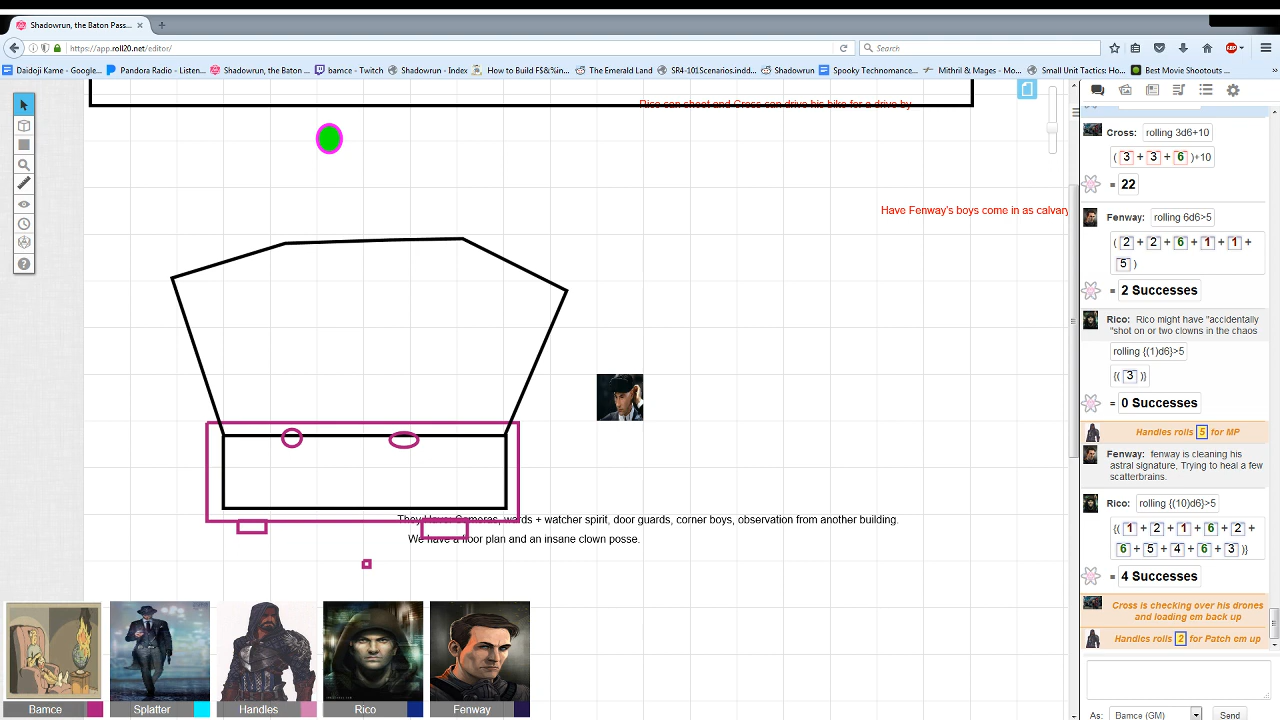 Shadowrun, the Baton Pass...
https://app.roll20.net/editor/
Search
ABP
Daidoji Kame - Google...
Pandora Radio - Listen...
Shadowrun, the Baton ...
bamce - Twitch
Shadowrun - Index
How to Build F$&%in...
The Emerald Land
SR4-101Scenarios.indd...
Shadowrun
Spooky Technomance...
Mithril & Mages - Mo...
Small Unit Tactics: Ho...
Best Movie Shootouts ...
Rico can shoot and Cross can drive his bike for a drive by
Have Fenway's boys come in as calvary
They Have: Cameras, wards + watcher spirit, door guards, corner boys, observation from another building.
We have a floor plan and an insane clown posse.
Bamce
Splatter
Handles
Rico
Fenway
Cross: rolling 3d6+10
( 3 + 3 + 6 )+10
= 22
Fenway: rolling 6d6>5
( 2 + 2 + 6 + 1 + 1 +
5 )
= 2 Successes
Rico: Rico might have "accidentally
"shot on or two clowns in the chaos
rolling {(1)d6}>5
{( 3 )}
= 0 Successes
Handles rolls 5 for MP
Fenway: fenway is cleaning his
astral signature, Trying to heal a few
scatterbrains.
Rico: rolling {(10)d6}>5
{( 1 + 2 + 1 + 6 + 2 +
6 + 5 + 4 + 6 + 3 )}
= 4 Successes
Cross is checking over his drones
and loading em back up
Handles rolls 2 for Patch em up
As: Bamce (GM)
Send